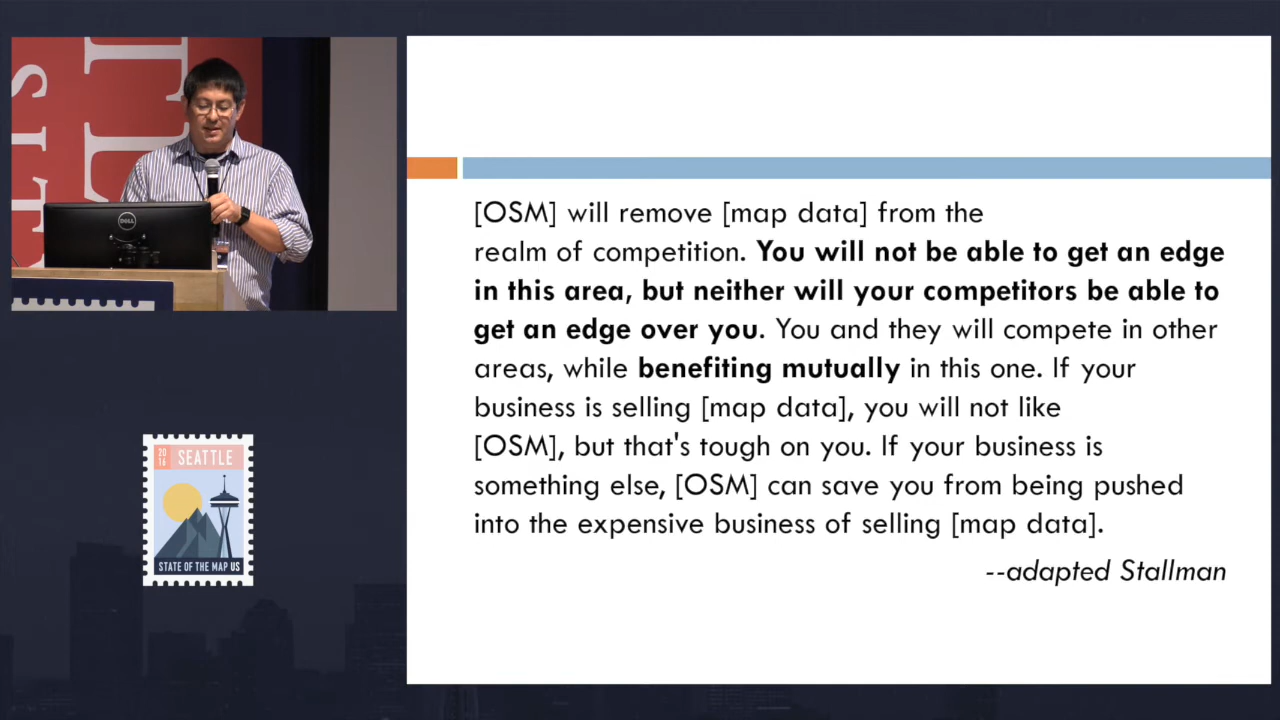 [OSM] will remove [map data] from the
realm of competition. You will not be able to get an edge
in this area, but neither will your competitors be able to
get an edge over you. You and they will compete in other
areas, while benefiting mutually in this one. If your
business is selling [map data], you will not like
[OSM], but that's tough on you. If your business is
something else, [OSM] can save you from being pushed
into the expensive business of selling [map data].
--adapted Stallman
DELL
20
16
SEATTLE
STATE OF THE MAP US